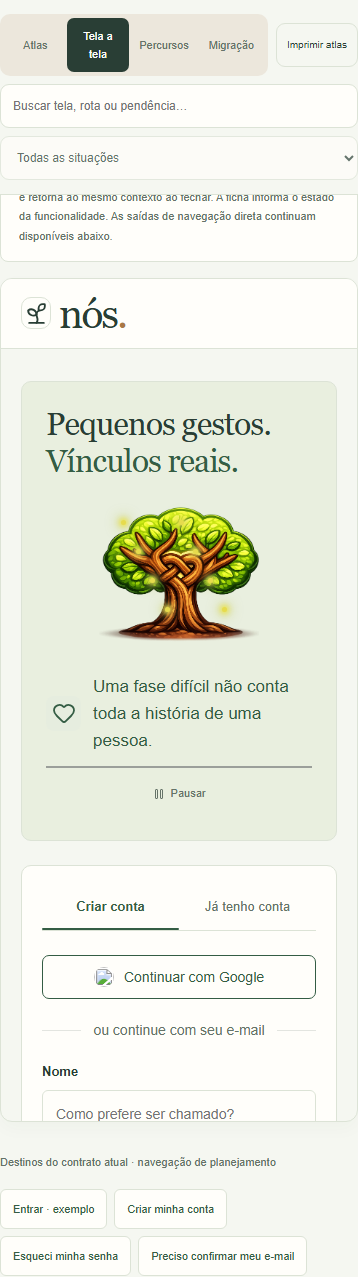 Atlas
Tela a
tela
Percursos
Migração
Imprimir atlas
Buscar tela, rota ou pendência…
Todas as situações
e retorna ao mesmo contexto ao fechar. A ficha informa o estado
da funcionalidade. As saídas de navegação direta continuam
disponíveis abaixo.
nós.
Pequenos gestos.
Vínculos reais.
Uma fase difícil não conta
toda a história de uma
pessoa.
Pausar
Criar conta
Já tenho conta
Continuar com Google
ou continue com seu e-mail
Nome
Como prefere ser chamado?
Destinos do contrato atual · navegação de planejamento
Entrar · exemplo
Criar minha conta
Esqueci minha senha
Preciso confirmar meu e-mail